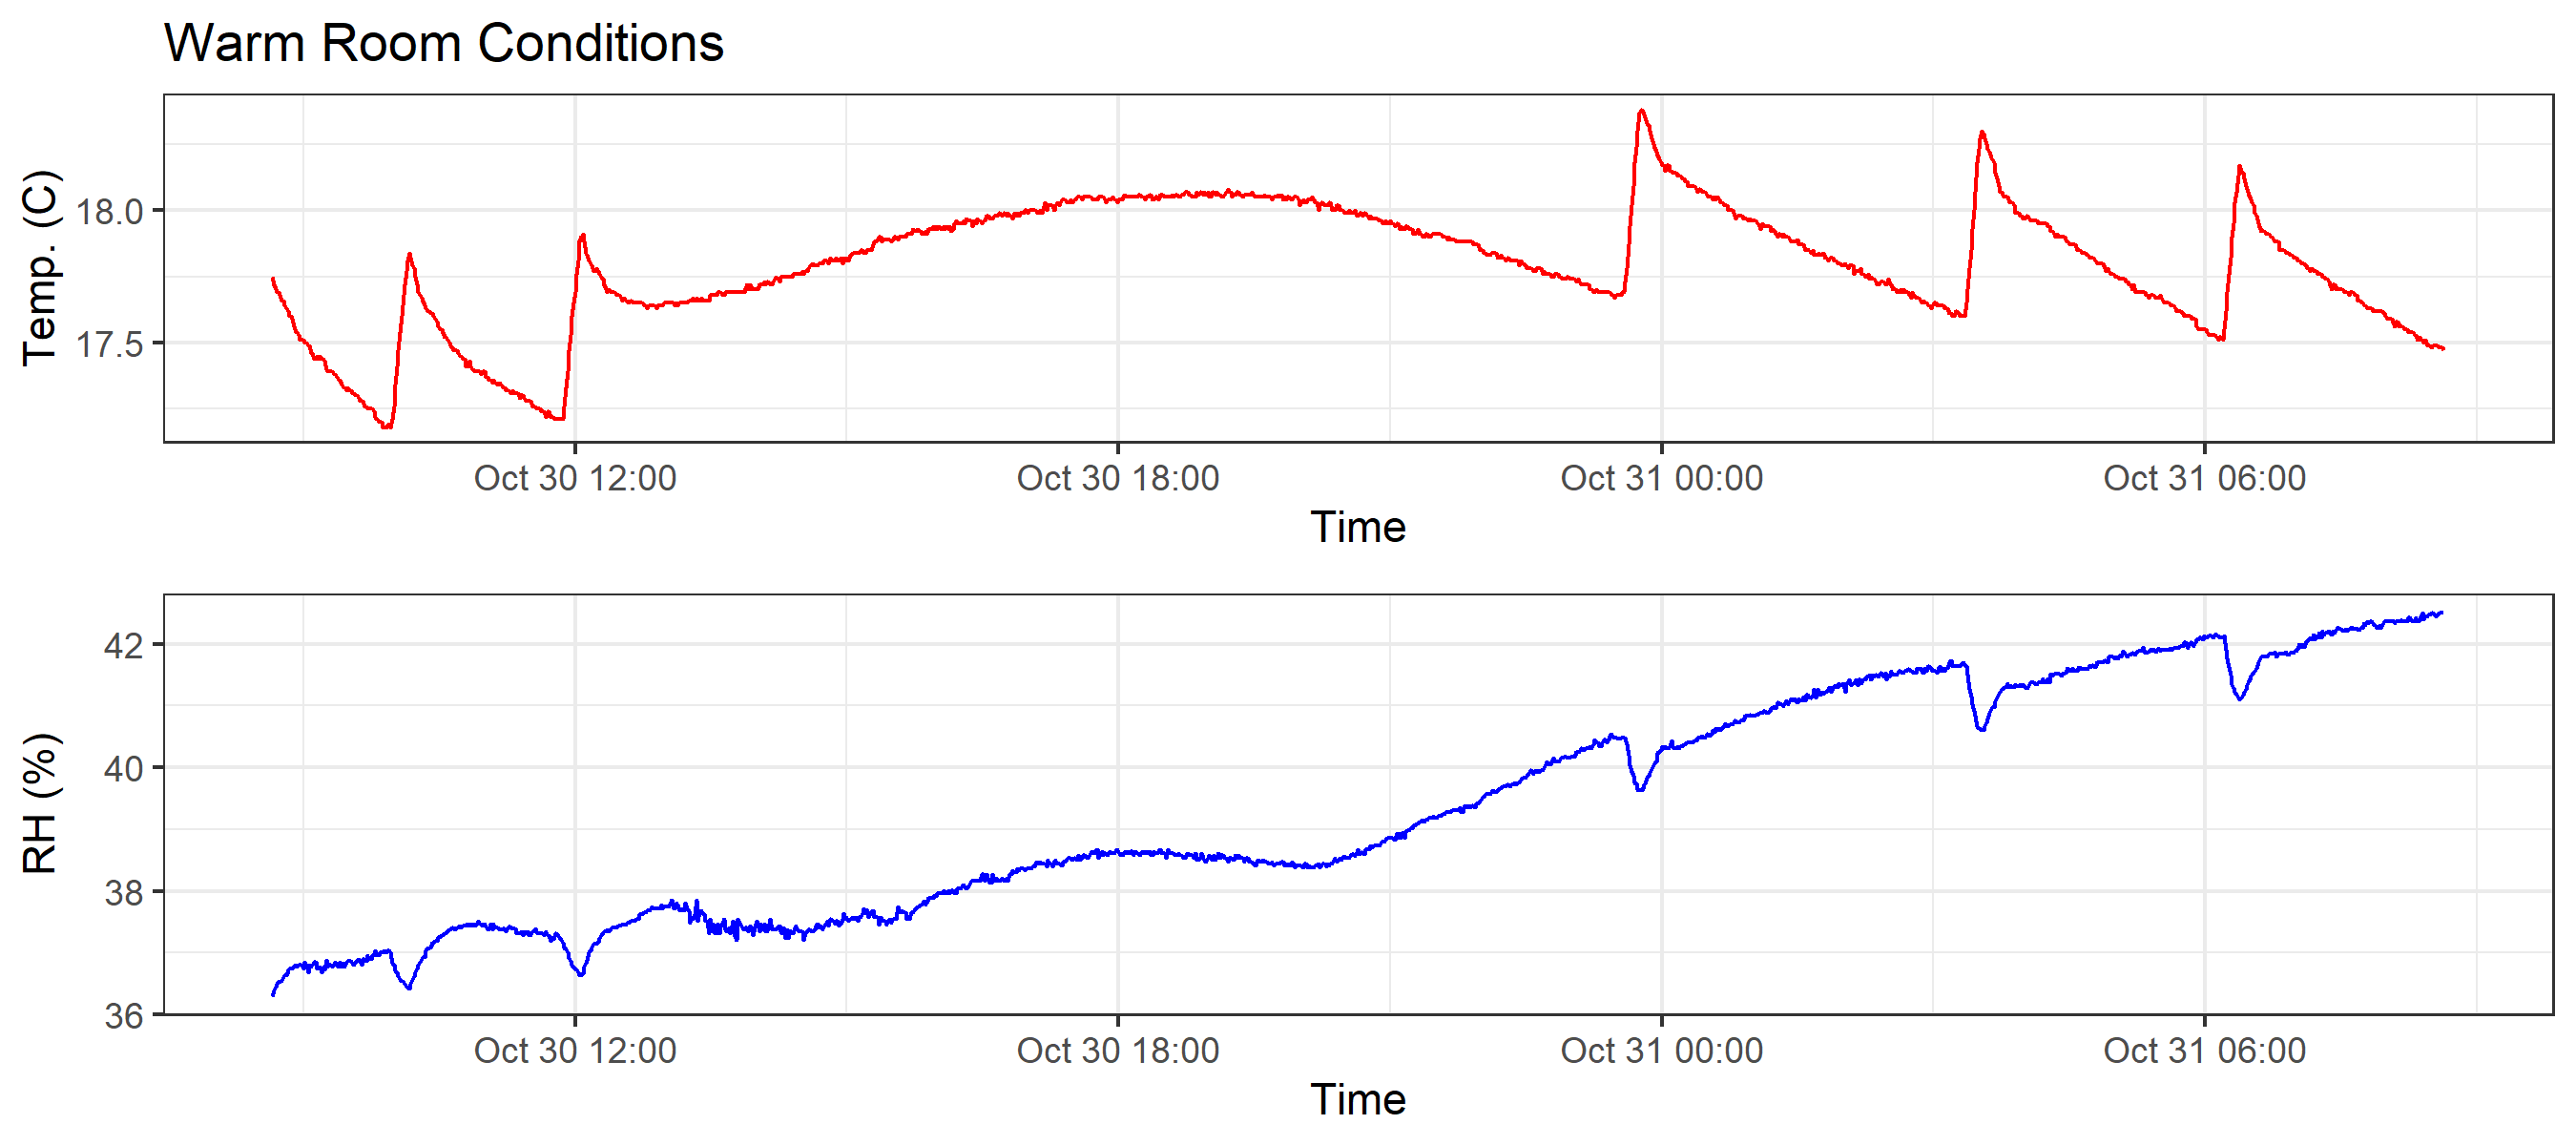 Warm Room Conditions
Temp. (C)
18.0
17.5
Oct 30 12:00 Oct 30 18:00 Oct 31 00:00 Oct 31 06:00
Time
RH (%)
42
40
38
36
Oct 30 12:00 Oct 30 18:00 Oct 31 00:00 Oct 31 06:00
Time